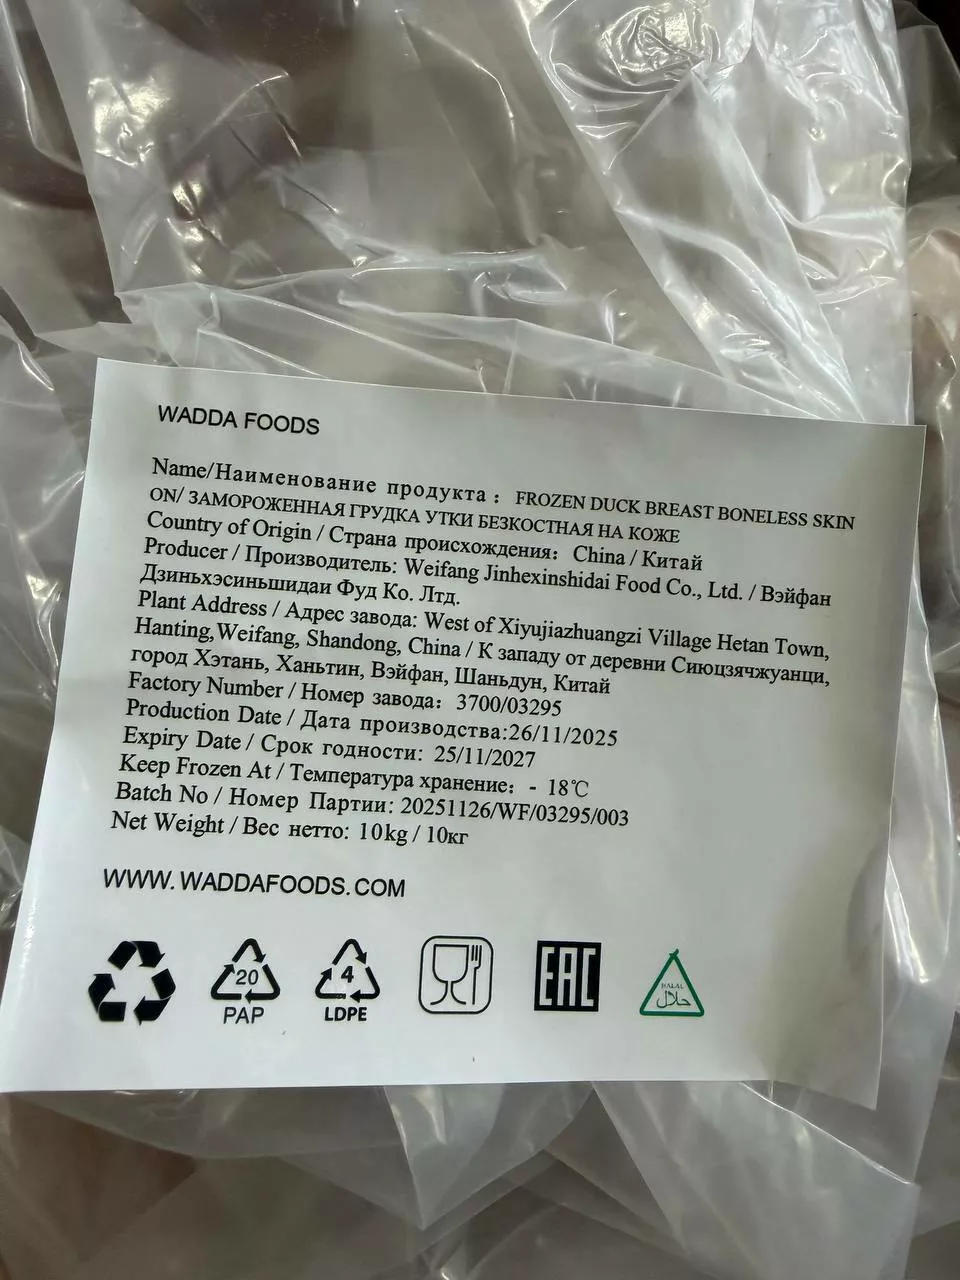 WADDA FOODS
Name/Наименование продукта : FROZEN DUCK BREAST BONELESS SKIN
ON/ ЗАМОРОЖЕННАЯ ГРУДКА УТКИ БЕЗКОСТНАЯ НА КОЖЕ
Country of Origin / Страна происхождения: China / Китай
Producer / Производитель: Weifang Jinhexinshidai Food Co., Ltd. / Вэйфан
Дзиньхэсиньшидаи Фуд Ко. Лтд.
Plant Address / Адрес завода: West of Xiyujiazhuangzi Village Hetan Town,
Hanting,Weifang, Shandong, China / К западу от деревни Сиюцзячжуанци,
город Хэтань, Ханьтин, Вэйфан, Шаньдун, Китай
Factory Number / Номер завода: 3700/03295
Production Date / Дата производства:26/11/2025
Expiry Date / Срок годности: 25/11/2027
Keep Frozen At / Температура хранение: - 18℃
Batch No / Номер Партии: 20251126/WF/03295/003
Net Weight / Вес нетто: 10kg / 10кг
WWW.WADDAFOODS.COM
20 4 EAC HALAL
PAP LDPE حلال